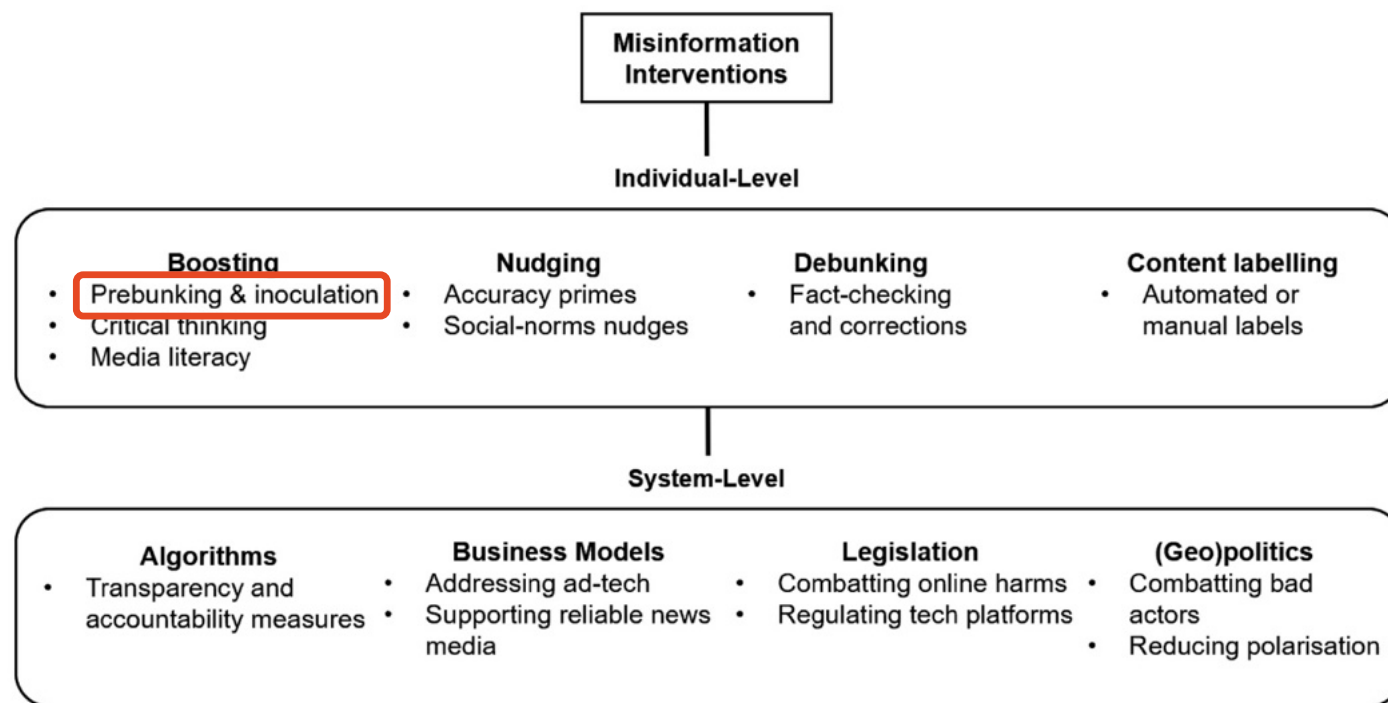 Misinformation
Interventions
Individual-Level
Boosting
• Prebunking & inoculation
• Critical thinking
• Media literacy
Nudging
• Accuracy primes
• Social-norms nudges
Debunking
• Fact-checking
and corrections
Content labelling
• Automated or
manual labels
System-Level
Algorithms
• Transparency and
accountability measures
Business Models
• Addressing ad-tech
• Supporting reliable news
media
Legislation
• Combatting online harms
• Regulating tech platforms
(Geo)politics
• Combatting bad
actors
• Reducing polarisation